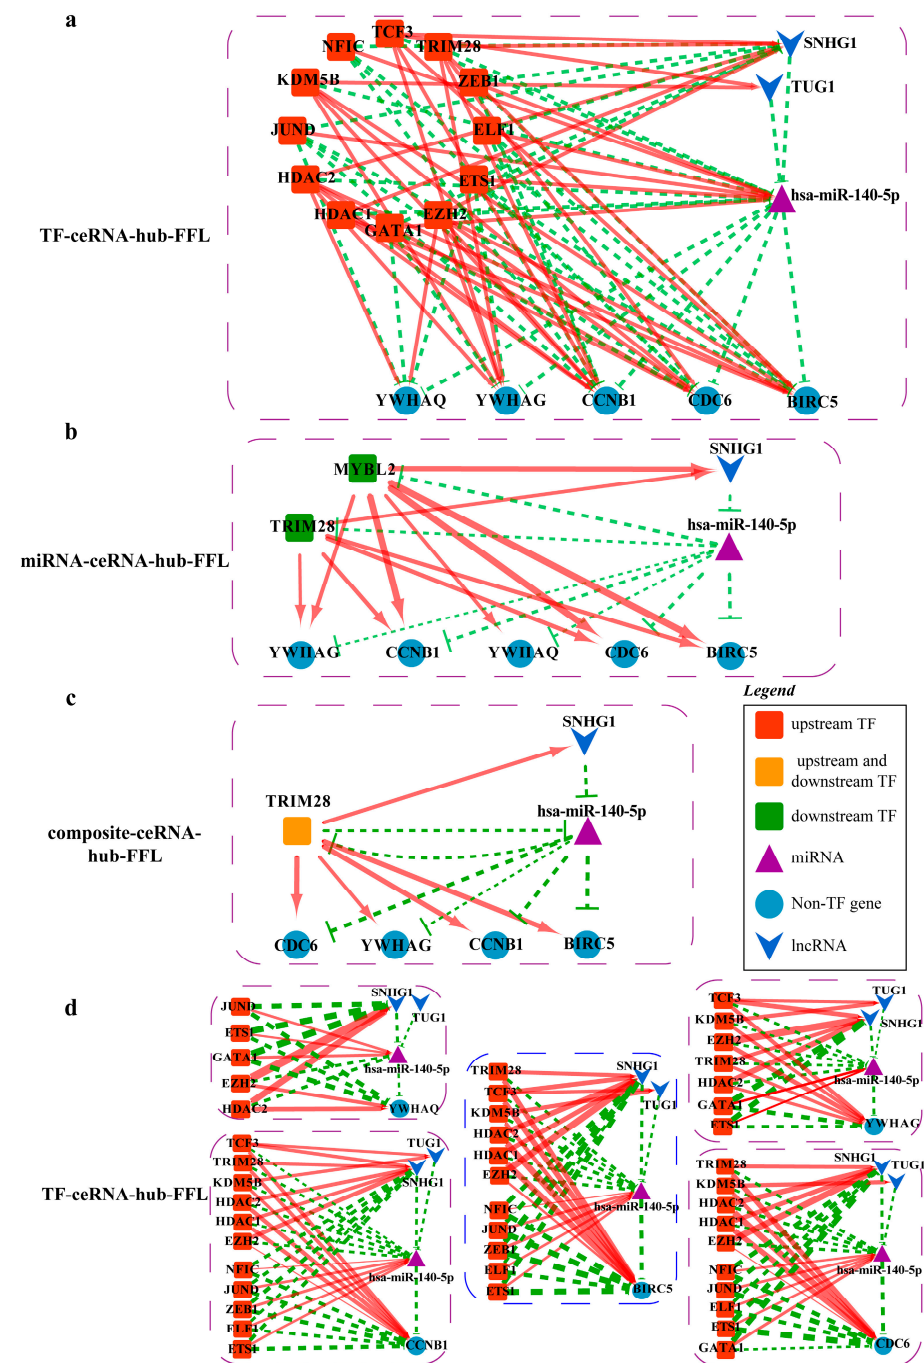 a
TCF3
NFIC
TRIM28
SNHG1
KDM5B
ZEB1
TUG1
JUND
ELF1
HDAC2
ETS1
hsa-miR-140-5p
HDAC1
EZH2
GATA1
TF-ceRNA-hub-FFL
YWHAQ
YWHAG
CCNB1
CDC6
BIRC5
b
MYBL2
SNIIG1
TRIM28
hsa-miR-140-5p
miRNA-ceRNA-hub-FFL
YWIIAG
CCNB1
YWIIAQ
CDC6
BIRC5
c
SNHG1
TRIM28
hsa-miR-140-5p
composite-ceRNA-
hub-FFL
CDC6
YWHAG
CCNB1
BIRC5
Legend
upstream TF
upstream and
downstream TF
downstream TF
miRNA
Non-TF gene
lncRNA
d
TF-ceRNA-hub-FFL
JUND
SNIIG1
TUG1
ETS1
GATA1
hsa-miR-140-5p
EZH2
HDAC2
YWHAQ
TCF3
TUG1
TRIM28
SNHG1
KDM5B
HDAC2
HDAC1
EZH2
NFIC
hsa-miR-140-5p
JUND
ZEB1
ELF1
ETS1
CCNB1
TRIM28
SNHG1
TCF3
TUG1
KDM5B
HDAC2
HDAC1
EZH2
hsa-miR-140-5p
NFIC
JUND
ZEB1
ELF1
ETS1
BIRC5
TCF3
TUG1
KDM5B
SNHG1
EZH2
TRIM28
HDAC2
hsa-miR-140-5p
GATA1
ETS1
YWHAG
TRIM28
SNHG1
TUG1
KDM5B
HDAC2
HDAC1
EZH2
NFIC
hsa-miR-140-5p
JUND
ELF1
ETS1
GATA1
CDC6